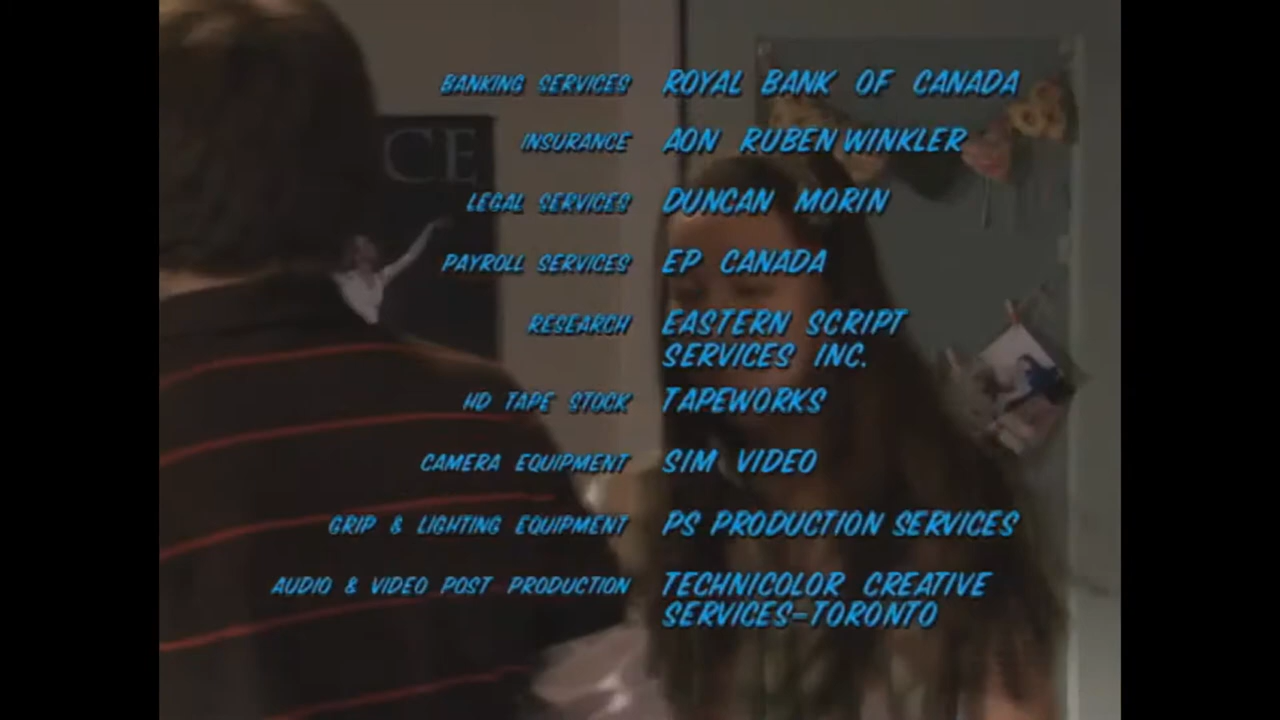 BANKING SERVICES ROYAL BANK OF CANADA
INSURANCE AON RUBEN WINKLER
LEGAL SERVICES DUNCAN MORIN
PAYROLL SERVICES EP CANADA
RESEARCH EASTERN SCRIPT
SERVICES INC.
HD TAPE STOCK TAPEWORKS
CAMERA EQUIPMENT SIM VIDEO
GRIP & LIGHTING EQUIPMENT PS PRODUCTION SERVICES
AUDIO & VIDEO POST PRODUCTION TECHNICOLOR CREATIVE
SERVICES-TORONTO
CE